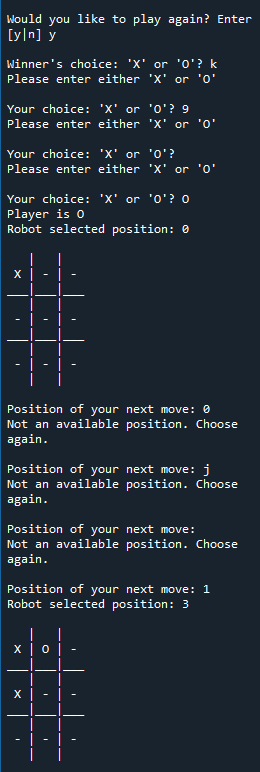 Would you like to play again? Enter
[y|n] y
Winner's choice: 'X' or 'O'? k
Please enter either 'X' or 'O'
Your choice: 'X' or 'O'? 9
Please enter either 'X' or 'O'
Your choice: 'X' or 'O'?
Please enter either 'X' or 'O'
Your choice: 'X' or 'O'? O
Player is O
Robot selected position: 0
   |   |
 X | - | -
___|___|___
   |   |
 - | - | -
___|___|___
   |   |
 - | - | -
   |   |
Position of your next move: 0
Not an available position. Choose
again.
Position of your next move: j
Not an available position. Choose
again.
Position of your next move:
Not an available position. Choose
again.
Position of your next move: 1
Robot selected position: 3
   |   |
 X | O | -
___|___|___
   |   |
 X | - | -
___|___|___
   |   |
 - | - | -
   |   |